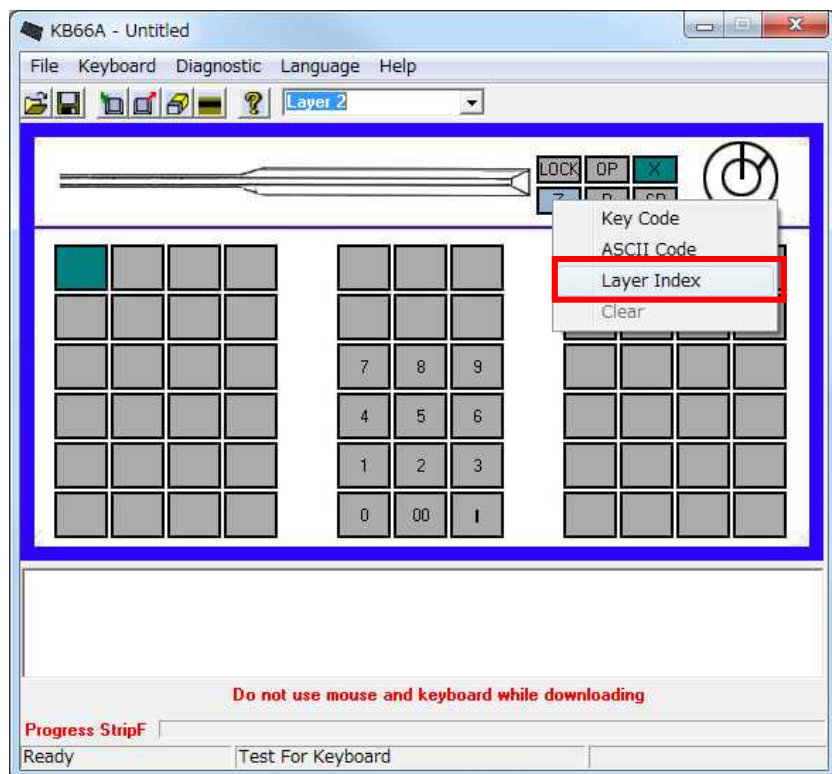 KB66A - Untitled
File Keyboard Diagnostic Language Help
Layer 2
LOCK OP X
Z
Key Code
ASCII Code
Layer Index
Clear
7 8 9
4 5 6
1 2 3
0 00
Do not use mouse and keyboard while downloading
Progress StripF
Ready Test For Keyboard